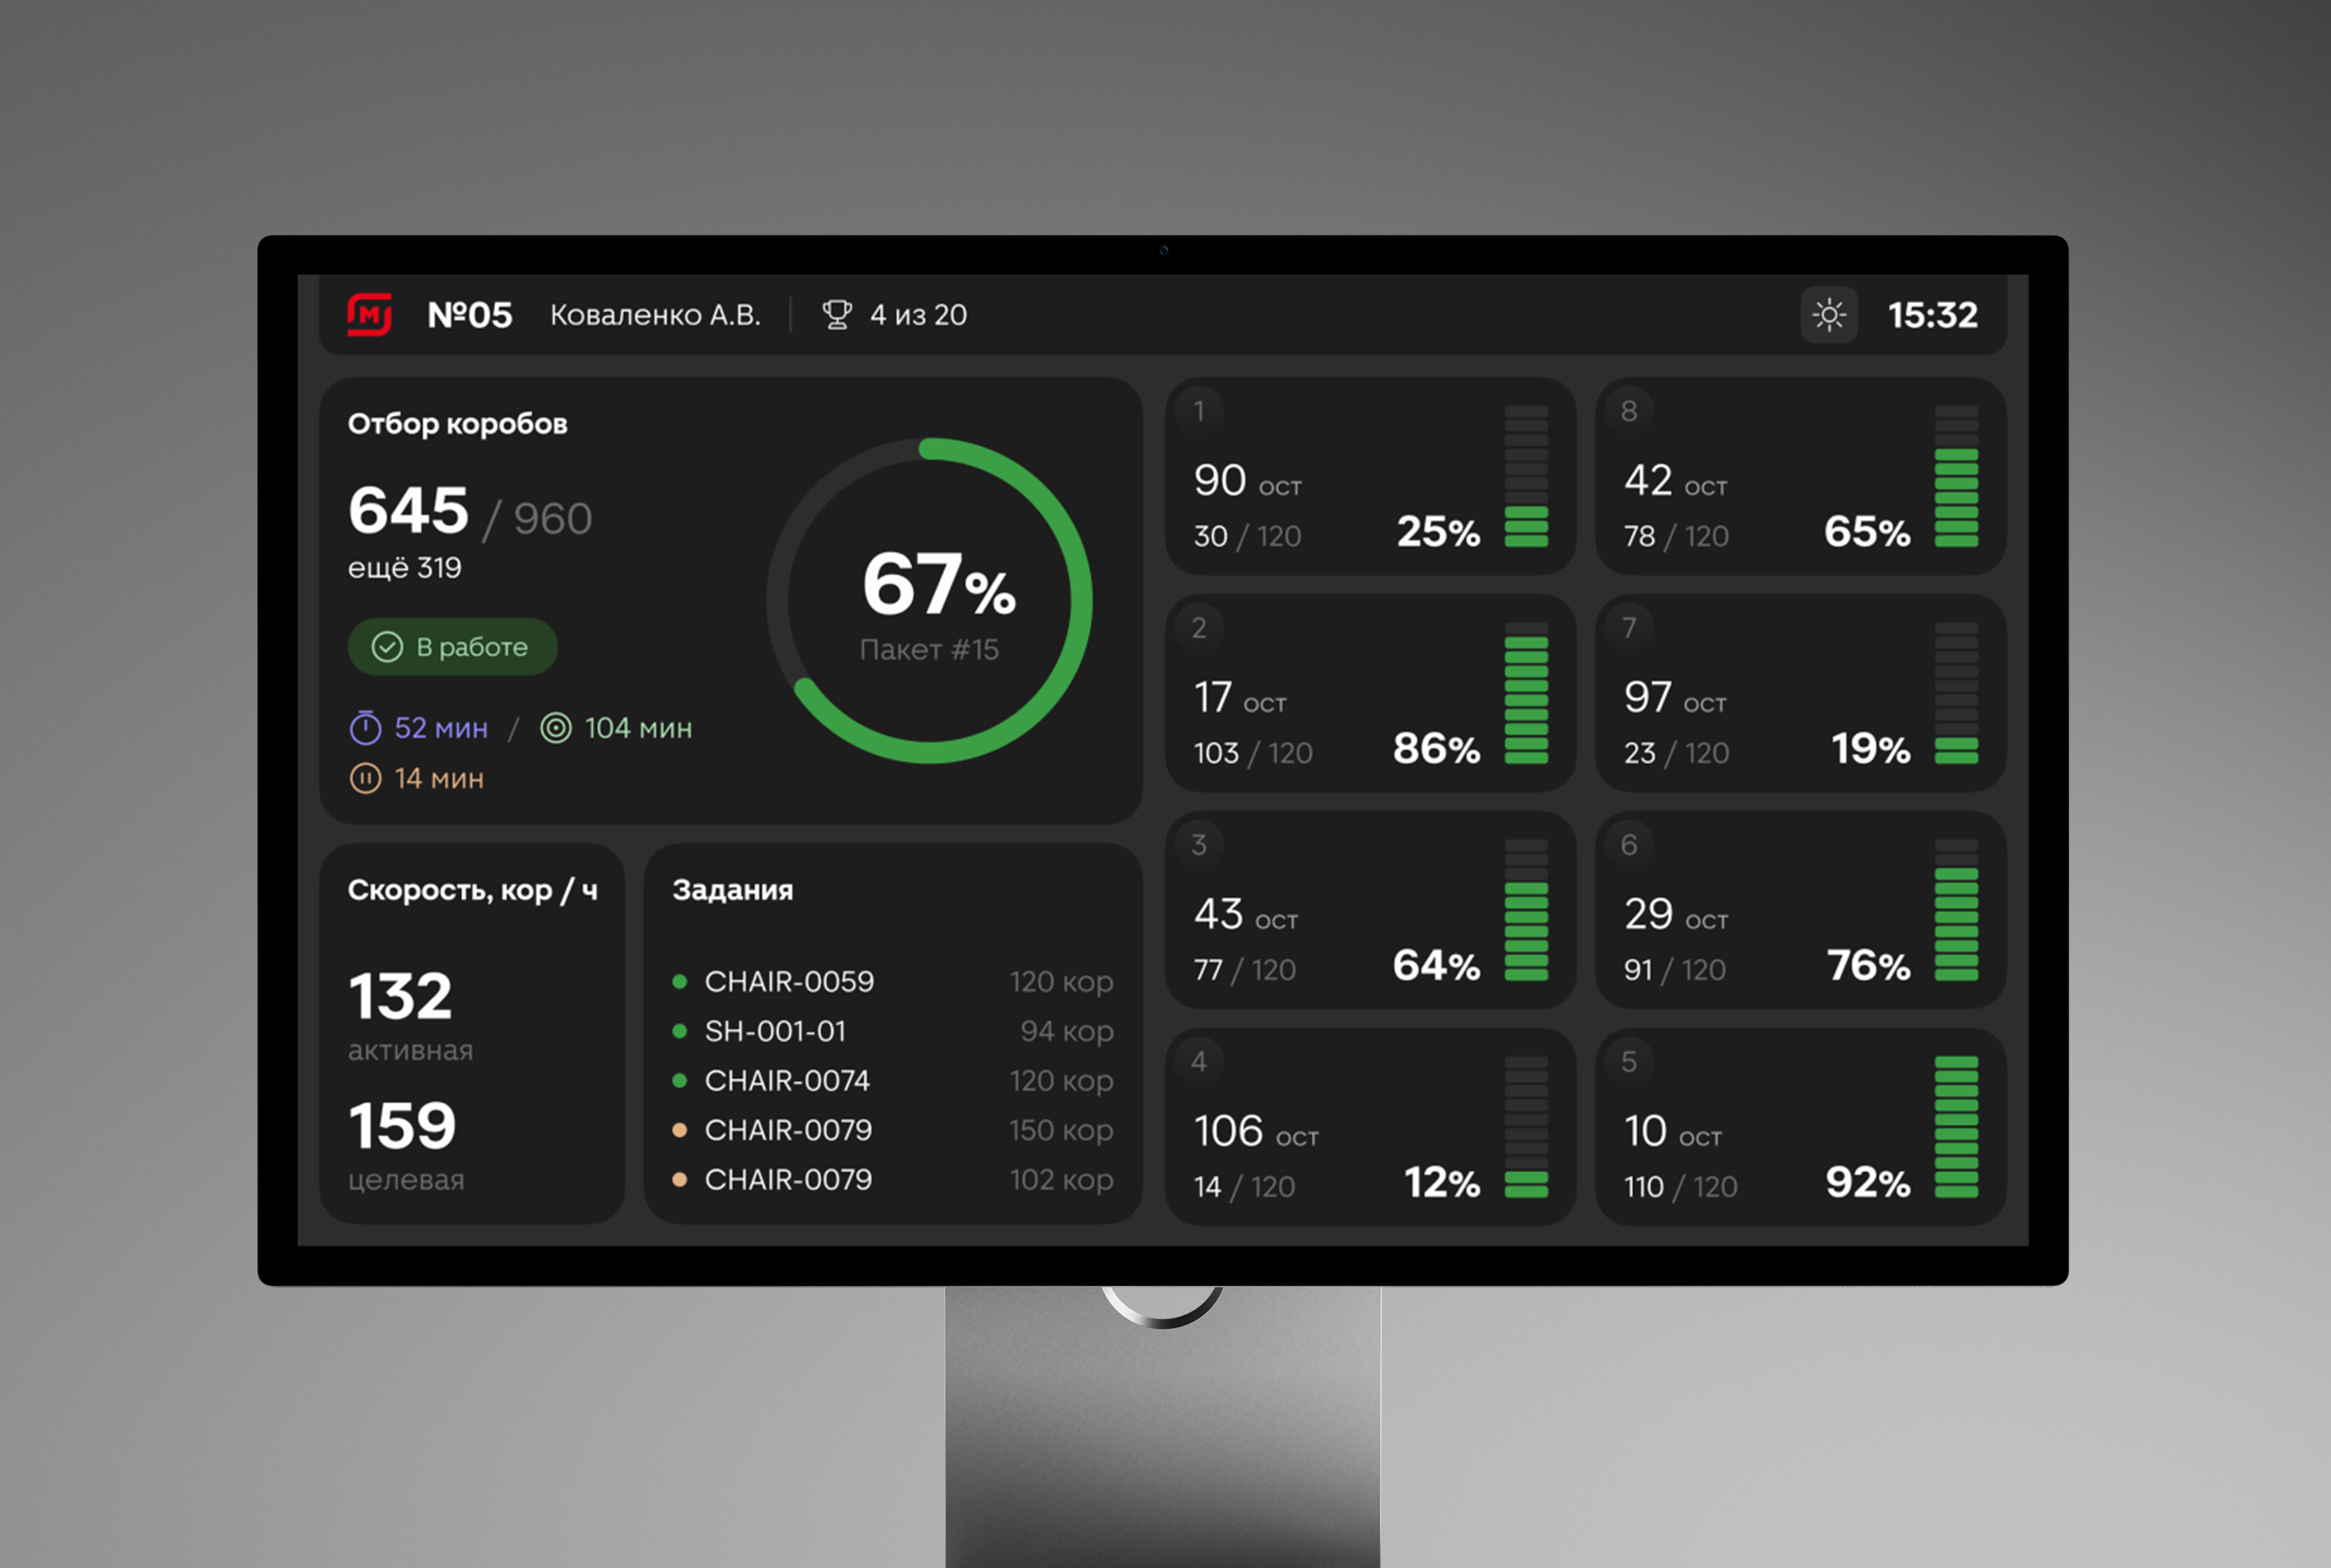 М №05 Коваленко А.В. 4 из 20 15:32
Отбор коробов
645 / 960
ещё 319
В работе
52 мин / 104 мин
14 мин
67%
Пакет #15
Скорость, кор / ч
132
активная
159
целевая
Задания
CHAIR-0059 120 кор
SH-001-01 94 кор
CHAIR-0074 120 кор
CHAIR-0079 150 кор
CHAIR-0079 102 кор
1
90 ост
30 / 120 25%
8
42 ост
78 / 120 65%
2
17 ост
103 / 120 86%
7
97 ост
23 / 120 19%
3
43 ост
77 / 120 64%
6
29 ост
91 / 120 76%
4
106 ост
14 / 120 12%
5
10 ост
110 / 120 92%